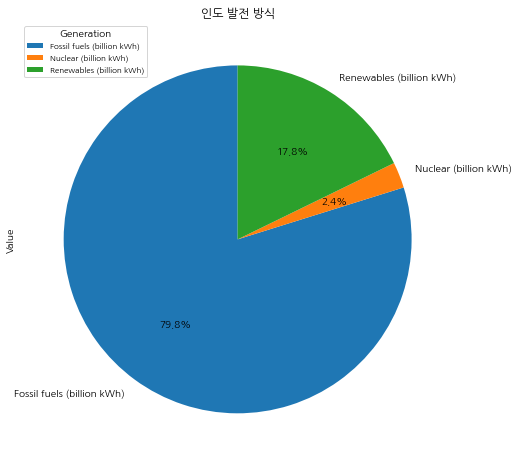 인도 발전 방식
Generation
Fossil fuels (billion kWh)
Nuclear (billion kWh)
Renewables (billion kWh)
Renewables (billion kWh)
17,8%
Nuclear (billion kWh)
2,4%
Value
79,8%
Fossil fuels (billion kWh)